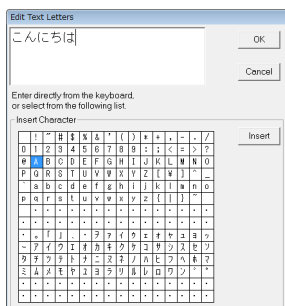 Edit Text Letters
こんにちは
OK
Cancel
Enter directly from the keyboard,
or select from the following list.
Insert Character
Insert
! " # $ % & ' ( ) * + , - . /
0 1 2 3 4 5 6 7 8 9 : ; < = > ?
@ A B C D E F G H I J K L M N O
P Q R S T U V W X Y Z [ ¥ ] ^ _
` a b c d e f g h i j k l m n o
p q r s t u v w x y z { | } ~
・ ・ ・ ・ ・ ・ ・ ・ ・ ・ ・ ・ ・ ・ ・ ・
・ ・ ・ ・ ・ ・ ・ ・ ・ ・ ・ ・ ・ ・ ・ ・
・ 。 「 」 、 ・ ヲ ァ ィ ゥ ェ ォ ャ ュ ョ ッ
ー ア イ ウ エ オ カ キ ク ケ コ サ シ ス セ ソ
タ チ ツ テ ト ナ ニ ヌ ネ ノ ハ ヒ フ ヘ ホ マ
ミ ム メ モ ヤ ユ ヨ ラ リ ル レ ロ ワ ン ゛ ゜
・ ・ ・ ・ ・ ・ ・ ・ ・ ・ ・ ・ ・ ・ ・ ・